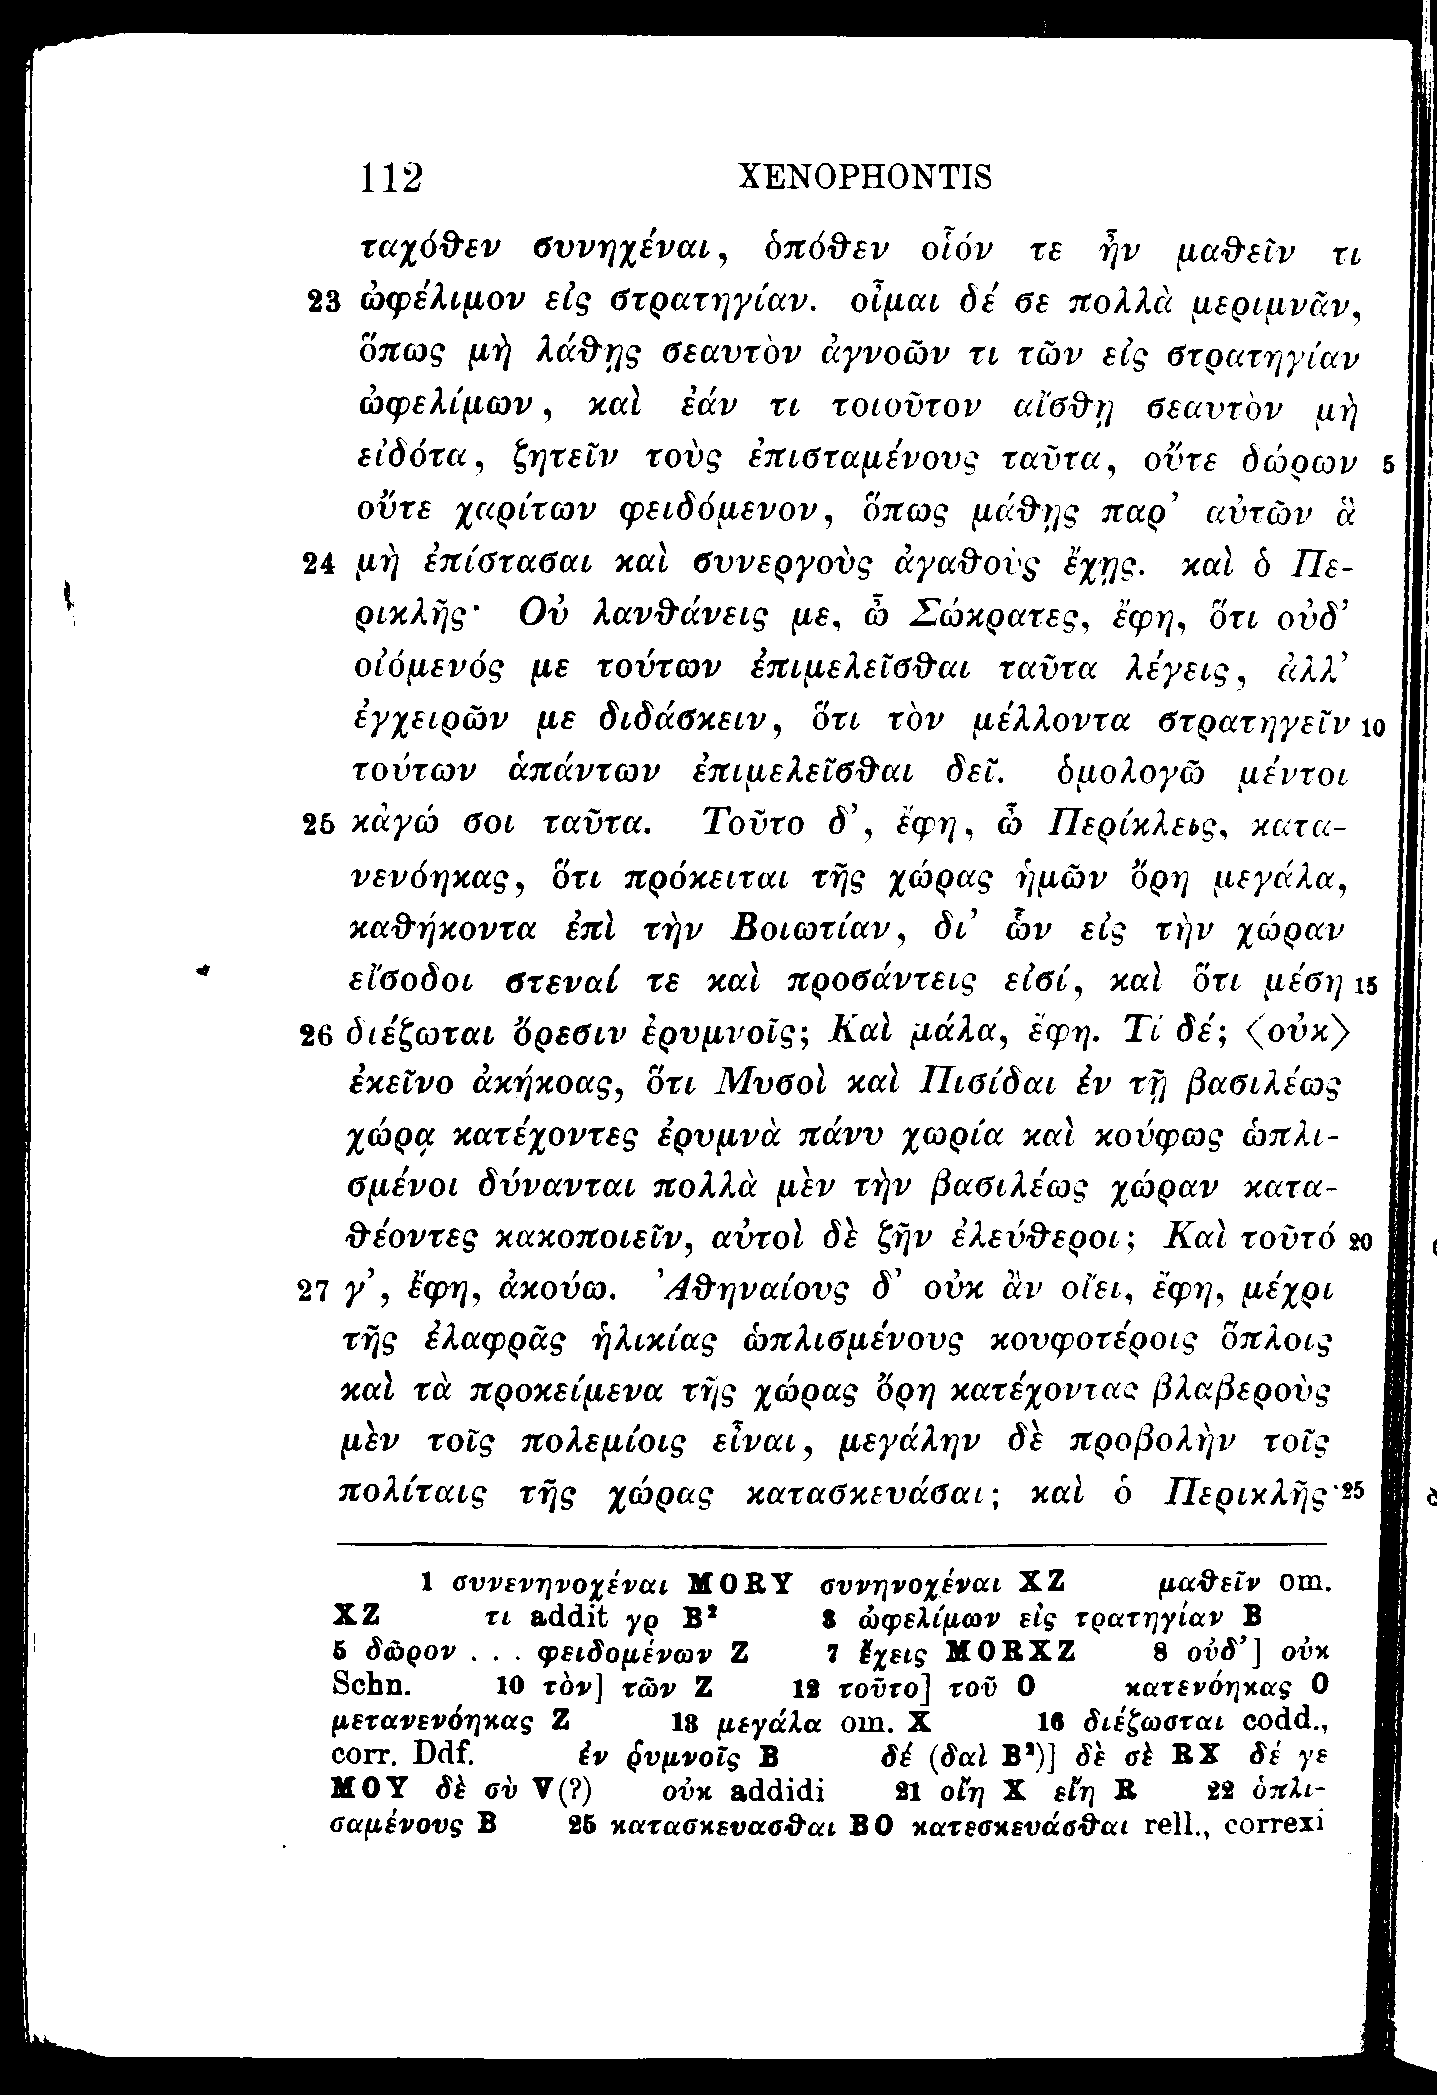 112 XENOPHONTIS
ταχόθεν συνηχέναι, ὁπόθεν οἷόν τε ἦν μαθεῖν τι
23 ὠφέλιμον εἰς στρατηγίαν. οἶμαι δέ σε πολλὰ μεριμνᾶν,
ὅπως μὴ λάθῃς σεαυτὸν ἀγνοῶν τι τῶν εἰς στρατηγίαν
ὠφελίμων, καὶ ἐάν τι τοιοῦτον αἴσθῃ σεαυτὸν μὴ
εἰδότα, ζητεῖν τοὺς ἐπισταμένους ταῦτα, οὔτε δώρων 5
οὔτε χαρίτων φειδόμενον, ὅπως μάθῃς παρ’ αὐτῶν ἃ
24 μὴ ἐπίστασαι καὶ συνεργοὺς ἀγαθοὺς ἔχῃς. καὶ ὁ Πε-
ρικλῆς· Οὐ λανθάνεις με, ὦ Σώκρατες, ἔφη, ὅτι οὐδ’
οἰόμενός με τούτων ἐπιμελεῖσθαι ταῦτα λέγεις, ἀλλ’
ἐγχειρῶν με διδάσκειν, ὅτι τὸν μέλλοντα στρατηγεῖν 10
τούτων ἁπάντων ἐπιμελεῖσθαι δεῖ. ὁμολογῶ μέντοι
25 κἀγώ σοι ταῦτα. Τοῦτο δ’, ἔφη, ὦ Περίκλεις, κατα-
νενόηκας, ὅτι πρόκειται τῆς χώρας ἡμῶν ὄρη μεγάλα,
καθήκοντα ἐπὶ τὴν Βοιωτίαν, δι’ ὧν εἰς τὴν χώραν
εἴσοδοι στεναί τε καὶ προσάντεις εἰσί, καὶ ὅτι μέση 15
26 διέζωται ὄρεσιν ἐρυμνοῖς; Καὶ μάλα, ἔφη. Τί δέ; ⟨οὐκ⟩
ἐκεῖνο ἀκήκοας, ὅτι Μυσοὶ καὶ Πισίδαι ἐν τῇ βασιλέως
χώρᾳ κατέχοντες ἐρυμνὰ πάνυ χωρία καὶ κούφως ὡπλι-
σμένοι δύνανται πολλὰ μὲν τὴν βασιλέως χώραν κατα-
θέοντες κακοποιεῖν, αὐτοὶ δὲ ζῆν ἐλεύθεροι; Καὶ τοῦτό 20
27 γ’, ἔφη, ἀκούω. Ἀθηναίους δ’ οὐκ ἂν οἴει, ἔφη, μέχρι
τῆς ἐλαφρᾶς ἡλικίας ὡπλισμένους κουφοτέροις ὅπλοις
καὶ τὰ προκείμενα τῆς χώρας ὄρη κατέχοντας βλαβεροὺς
μὲν τοῖς πολεμίοις εἶναι, μεγάλην δὲ προβολὴν τοῖς
πολίταις τῆς χώρας κατασκευάσαι; καὶ ὁ Περικλῆς· 25
1 συνενηνοχέναι MORY συνηνοχέναι XZ μαθεῖν om.
XZ τι addit γρ B² 3 ὠφελίμων εἰς τρατηγίαν B
5 δῶρον . . . φειδομένων Z 7 ἔχεις MORXZ 8 οὐδ’] οὐκ
Schn. 10 τὸν] τῶν Z 12 τοῦτο] τοῦ O κατενόηκας O
μετανενόηκας Z 13 μεγάλα om. X 16 διέζωσται codd.,
corr. Ddf. ἐν ῥυμνοῖς B δέ (δαὶ B²)] δὲ σὲ RX δέ γε
MOY δὲ σὺ V(?) οὐκ addidi 21 οἴη X εἴη R 22 ὁπλι-
σαμένους B 25 κατασκευασθαι BO κατεσκευάσθαι rell., correxi